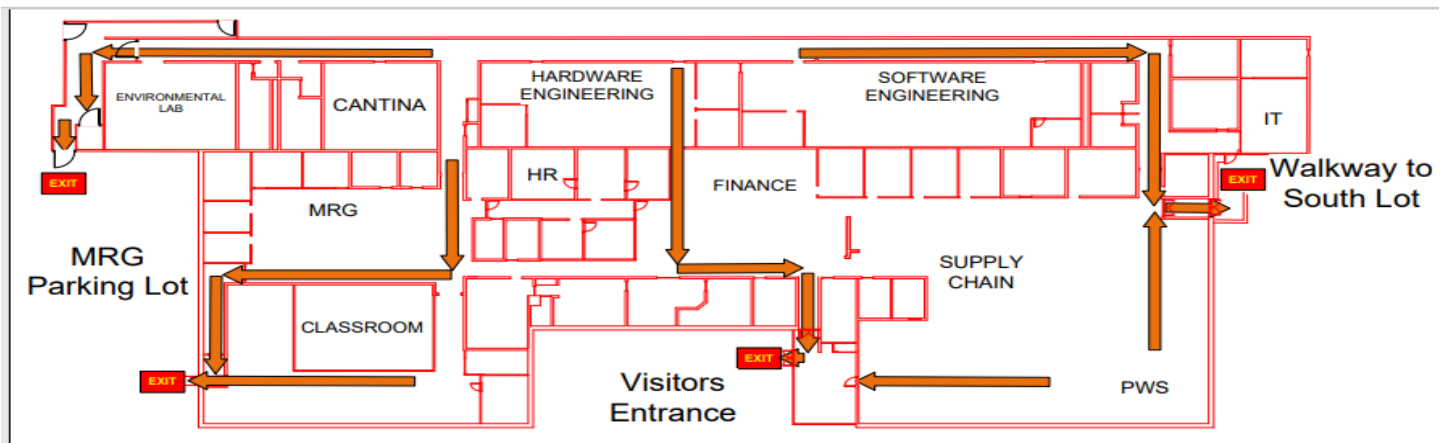 HARDWARE
ENGINEERING
SOFTWARE
ENGINEERING
ENVIRONMENTAL
LAB
CANTINA
IT
EXIT
HR
FINANCE
EXIT
Walkway to
South Lot
MRG
MRG
Parking Lot
SUPPLY
CHAIN
CLASSROOM
EXIT
EXIT
Visitors
Entrance
PWS